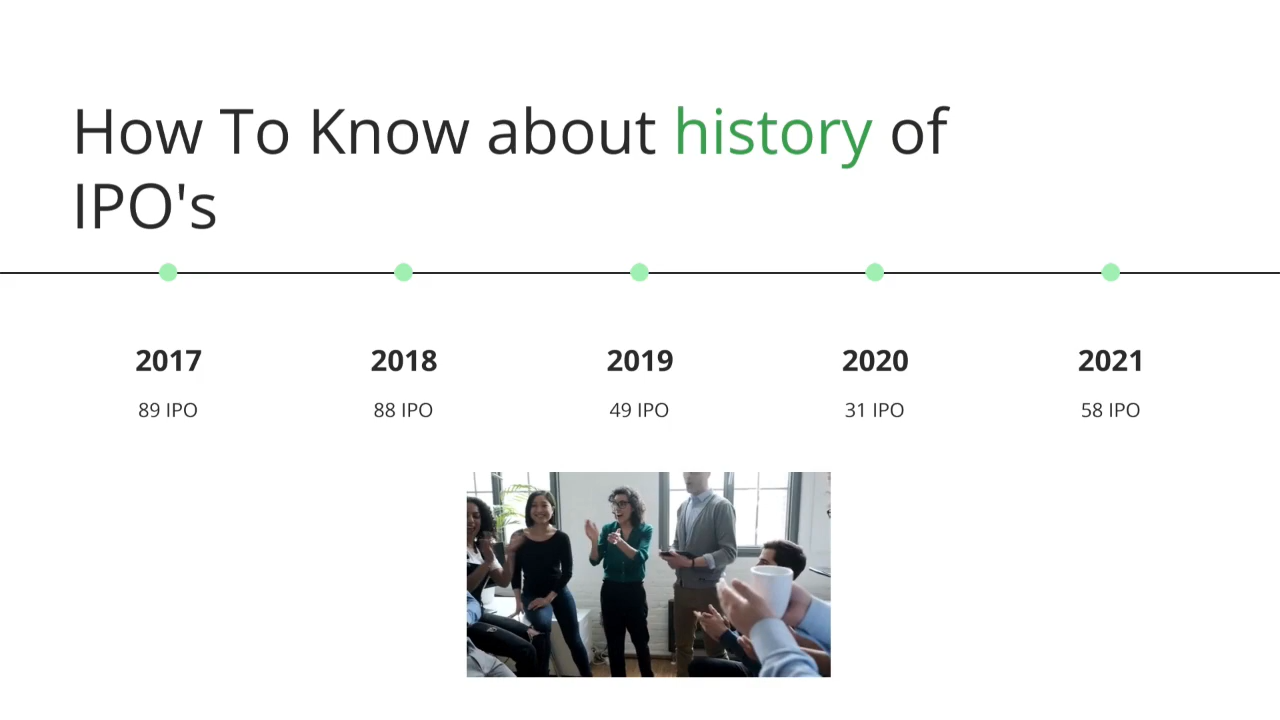 How To Know about history of
IPO's
2017 2018 2019 2020 2021
89 IPO 88 IPO 49 IPO 31 IPO 58 IPO